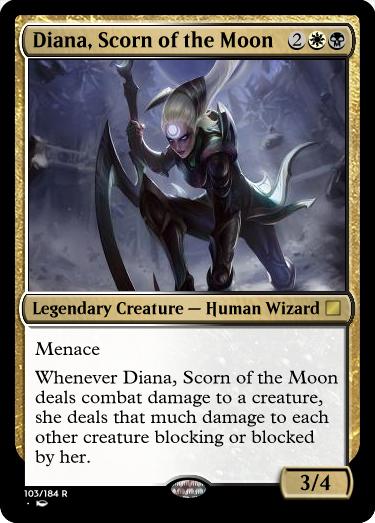 Diana, Scorn of the Moon 2
Legendary Creature — Human Wizard
Menace
Whenever Diana, Scorn of the Moon
deals combat damage to a creature,
she deals that much damage to each
other creature blocking or blocked
by her.
3/4
103/184 R